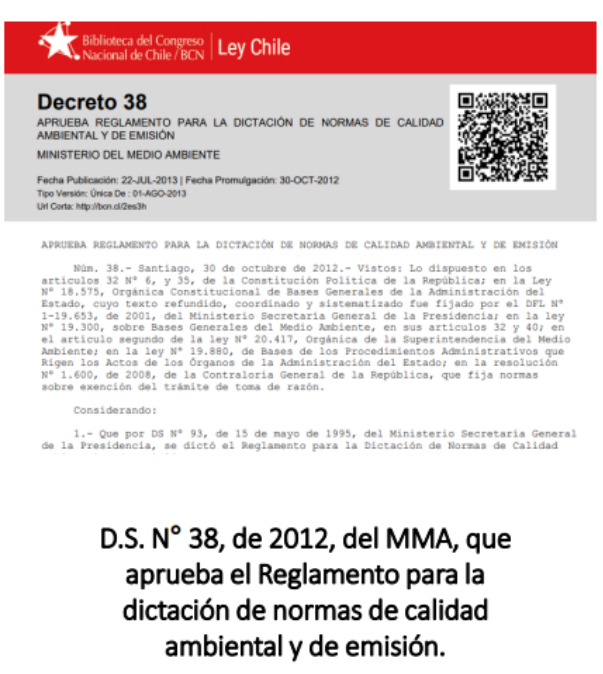 Biblioteca del Congreso
Nacional de Chile / BCN
Ley Chile
Decreto 38
APRUEBA REGLAMENTO PARA LA DICTACIÓN DE NORMAS DE CALIDAD
AMBIENTAL Y DE EMISIÓN
MINISTERIO DEL MEDIO AMBIENTE
Fecha Publicación: 22-JUL-2013 | Fecha Promulgación: 30-OCT-2012
Tipo Versión: Única De : 01-AGO-2013
Url Corta: http://bcn.cl/2es3h
APRUEBA REGLAMENTO PARA LA DICTACIÓN DE NORMAS DE CALIDAD AMBIENTAL Y DE EMISIÓN
Núm. 38.- Santiago, 30 de octubre de 2012.- Vistos: Lo dispuesto en los
artículos 32 Nº 6, y 35, de la Constitución Política de la República; en la Ley
Nº 18.575, Orgánica Constitucional de Bases Generales de la Administración del
Estado, cuyo texto refundido, coordinado y sistematizado fue fijado por el DFL Nº
1-19.653, de 2001, del Ministerio Secretaría General de la Presidencia; en la ley
Nº 19.300, sobre Bases Generales del Medio Ambiente, en sus artículos 32 y 40; en
el artículo segundo de la ley Nº 20.417, Orgánica de la Superintendencia del Medio
Ambiente; en la ley Nº 19.880, de Bases de los Procedimientos Administrativos que
Rigen los Actos de los Órganos de la Administración del Estado; en la resolución
Nº 1.600, de 2008, de la Contraloría General de la República, que fija normas
sobre exención del trámite de toma de razón.
Considerando:
1.- Que por DS Nº 93, de 15 de mayo de 1995, del Ministerio Secretaría General
de la Presidencia, se dictó el Reglamento para la Dictación de Normas de Calidad
D.S. N° 38, de 2012, del MMA, que
aprueba el Reglamento para la
dictación de normas de calidad
ambiental y de emisión.